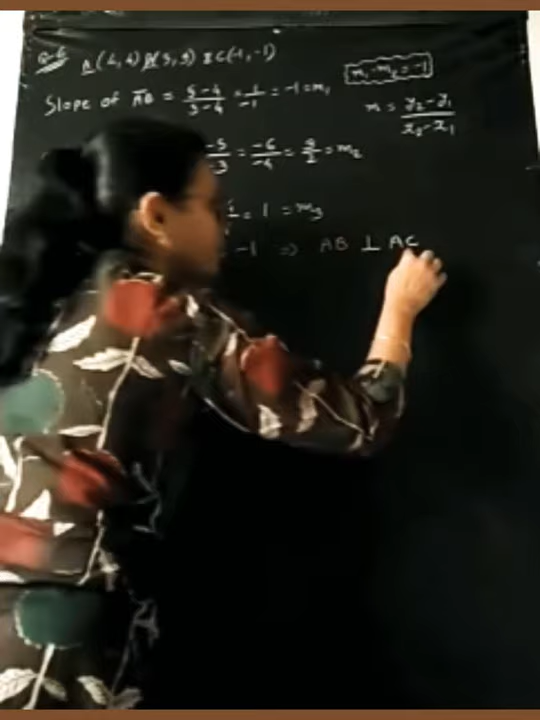 Q-6 A(4,4) B(3,5) & C(-1,-1)
m₁·m₂ = -1
Slope of AB = 5-4/3-4 = 1/-1 = -1 = m₁
m = y₂-y₁/x₂-x₁
-5/-3 = -6/-4 = 3/2 = m₂
= 1 = m₃
-1 ⇒ AB ⊥ AC